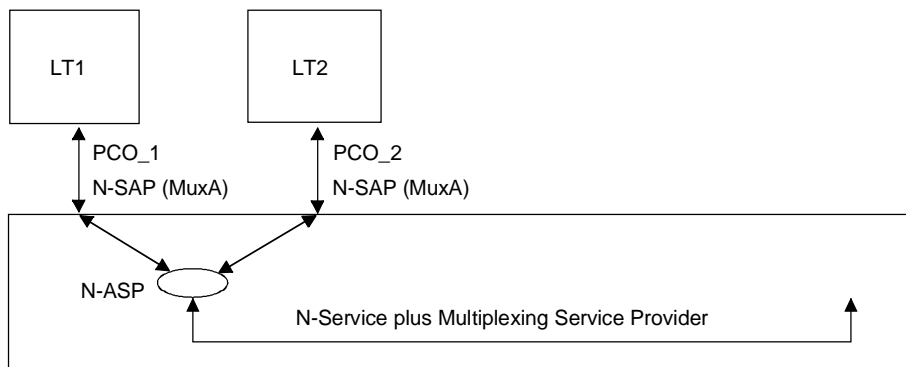 LT1
LT2
PCO_1
PCO_2
N-SAP (MuxA)
N-SAP (MuxA)
N-ASP
N-Service plus Multiplexing Service Provider